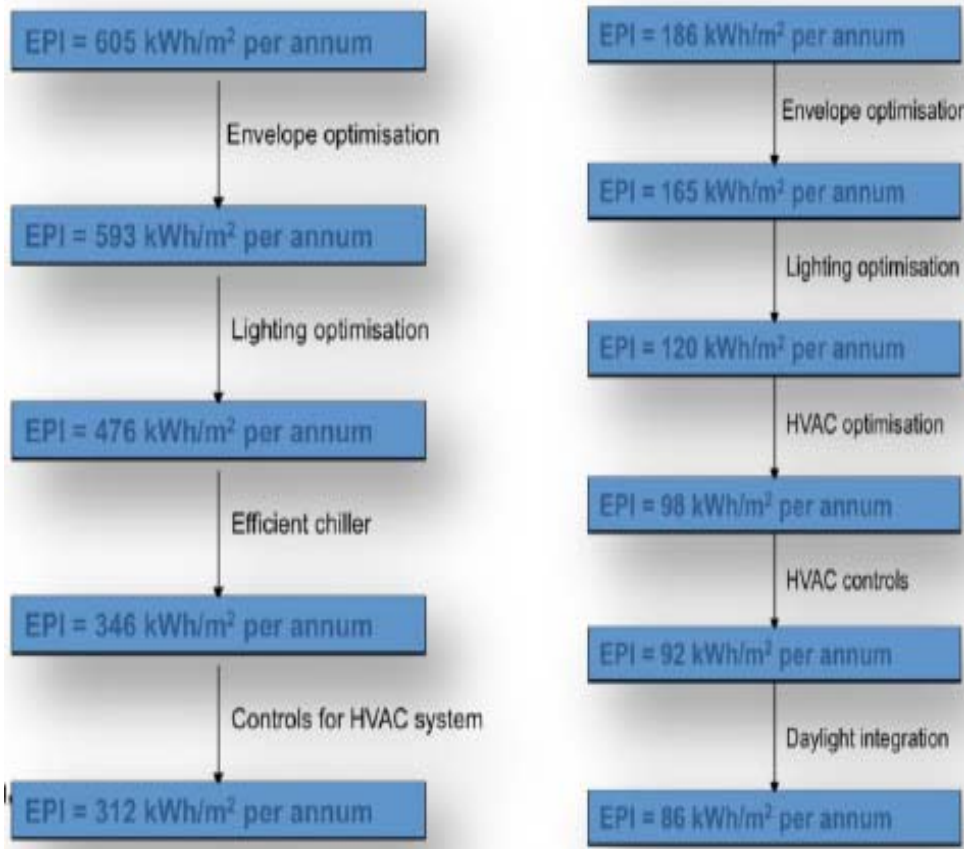 EPI = 605 kWh/m² per annum
Envelope optimisation
EPI = 593 kWh/m² per annum
Lighting optimisation
EPI = 476 kWh/m² per annum
Efficient chiller
EPI = 346 kWh/m² per annum
Controls for HVAC system
EPI = 312 kWh/m² per annum
EPI = 186 kWh/m² per annum
Envelope optimisation
EPI = 165 kWh/m² per annum
Lighting optimisation
EPI = 120 kWh/m² per annum
HVAC optimisation
EPI = 98 kWh/m² per annum
HVAC controls
EPI = 92 kWh/m² per annum
Daylight integration
EPI = 86 kWh/m² per annum